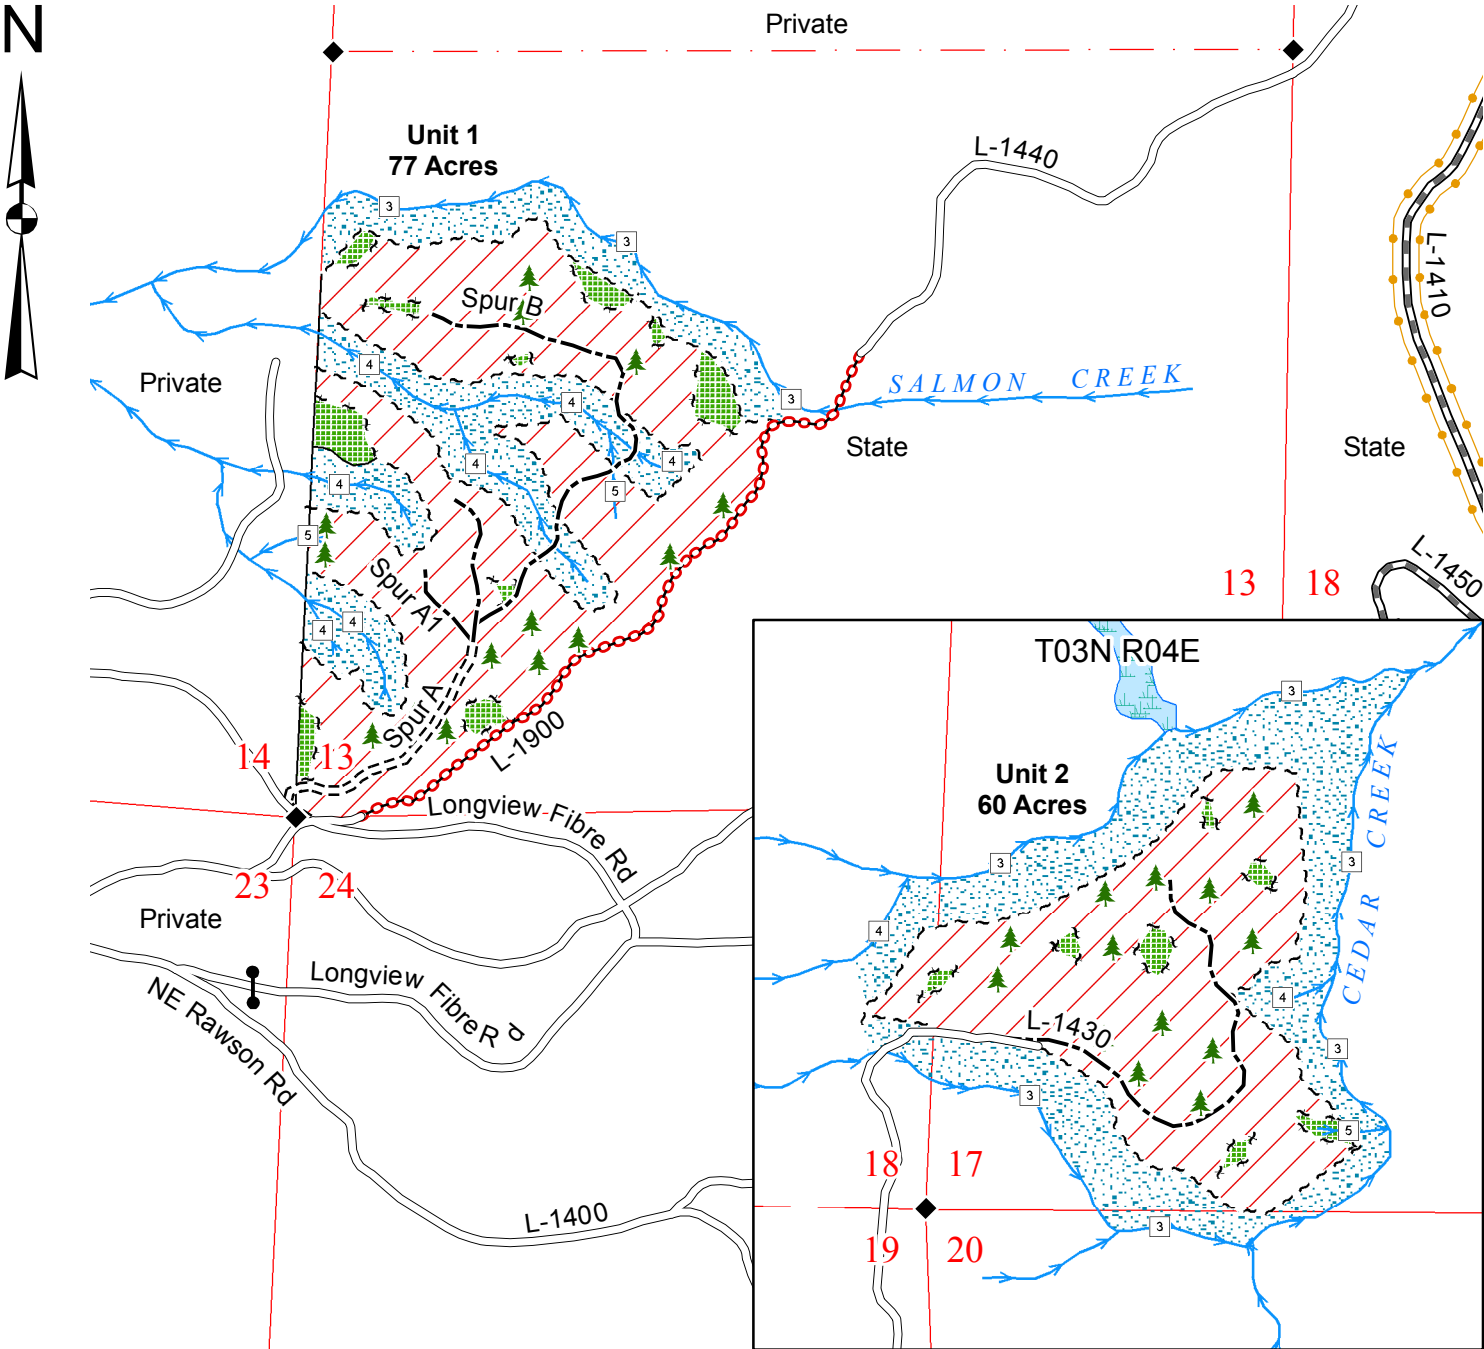 N
Private
Unit 1
77 Acres
L-1440
3
3
L-1410
Spur B
4
Private
4
3
SALMON CREEK
State
State
4
4
4
5
5
L-1450
Spur A1
13
18
4
4
T03N R04E
3
Spur A
L-1900
14
13
Unit 2
60 Acres
CEDAR CREEK
Longview Fibre Rd
3
3
23
24
4
Private
Longview Fibre Rd
4
NE Rawson Rd
L-1430
3
3
5
18
17
L-1400
3
19
20